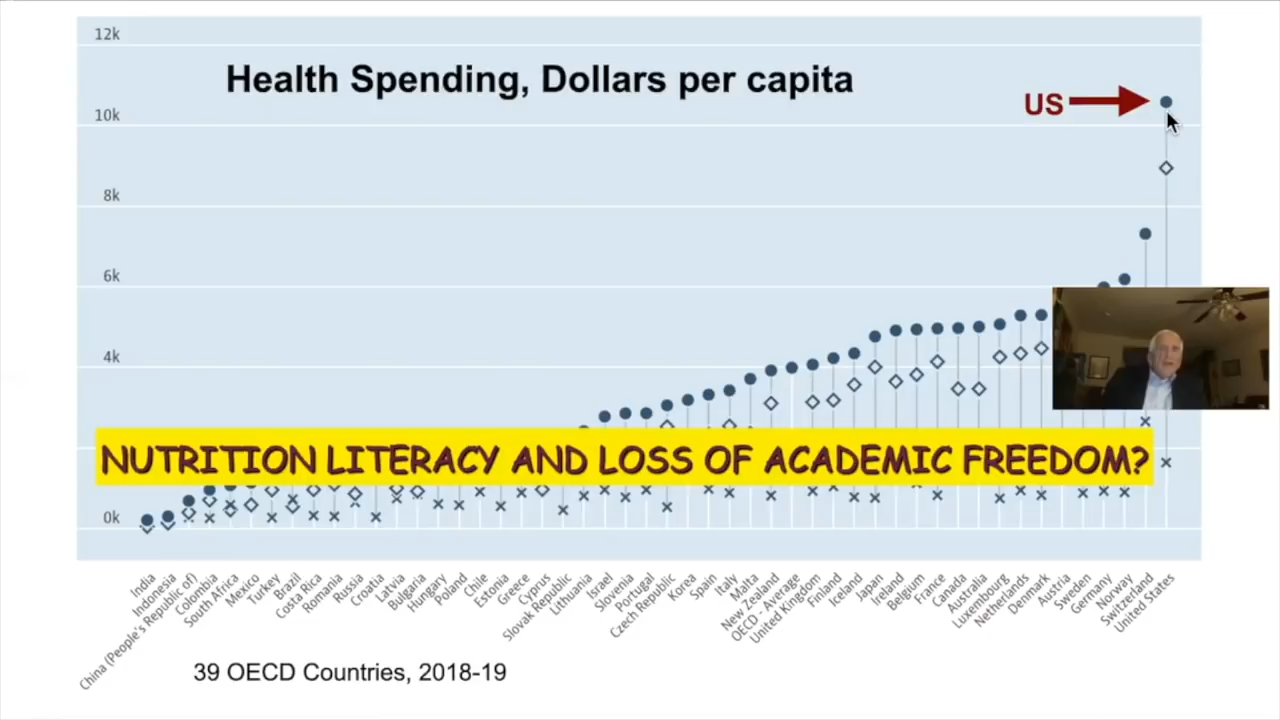 12k
Health Spending, Dollars per capita
US
10k
8k
6k
4k
NUTRITION LITERACY AND LOSS OF ACADEMIC FREEDOM?
0k
India
Indonesia
China (People's Republic of)
Colombia
South Africa
Mexico
Turkey
Brazil
Costa Rica
Romania
Russia
Croatia
Latvia
Bulgaria
Hungary
Poland
Chile
Estonia
Greece
Cyprus
Slovak Republic
Lithuania
Israel
Slovenia
Portugal
Czech Republic
Korea
Spain
Italy
Malta
New Zealand
OECD - Average
United Kingdom
Finland
Iceland
Japan
Ireland
Belgium
France
Canada
Australia
Luxembourg
Netherlands
Denmark
Austria
Sweden
Germany
Norway
Switzerland
United States
39 OECD Countries, 2018-19